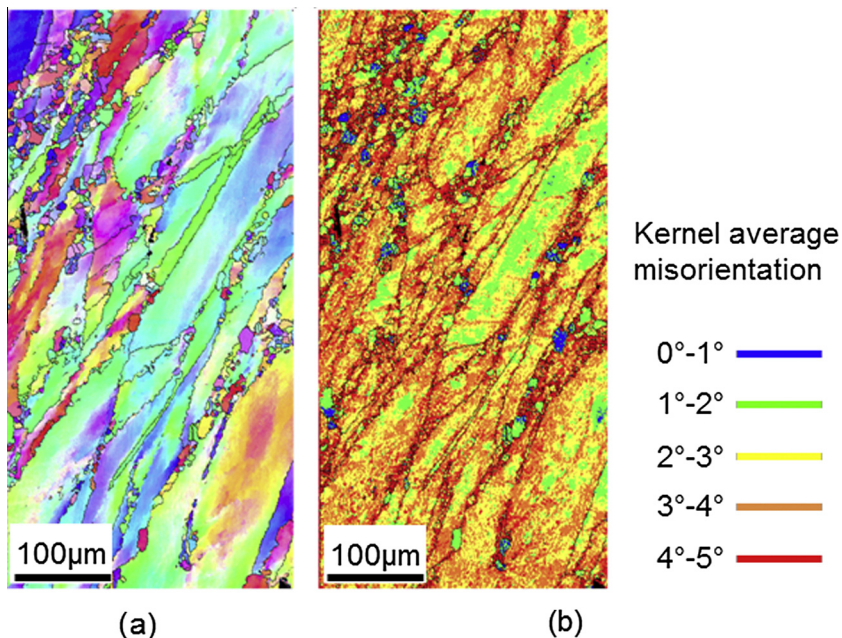 100µm
100µm
Kernel average
misorientation
0°-1°
1°-2°
2°-3°
3°-4°
4°-5°
(a)
(b)